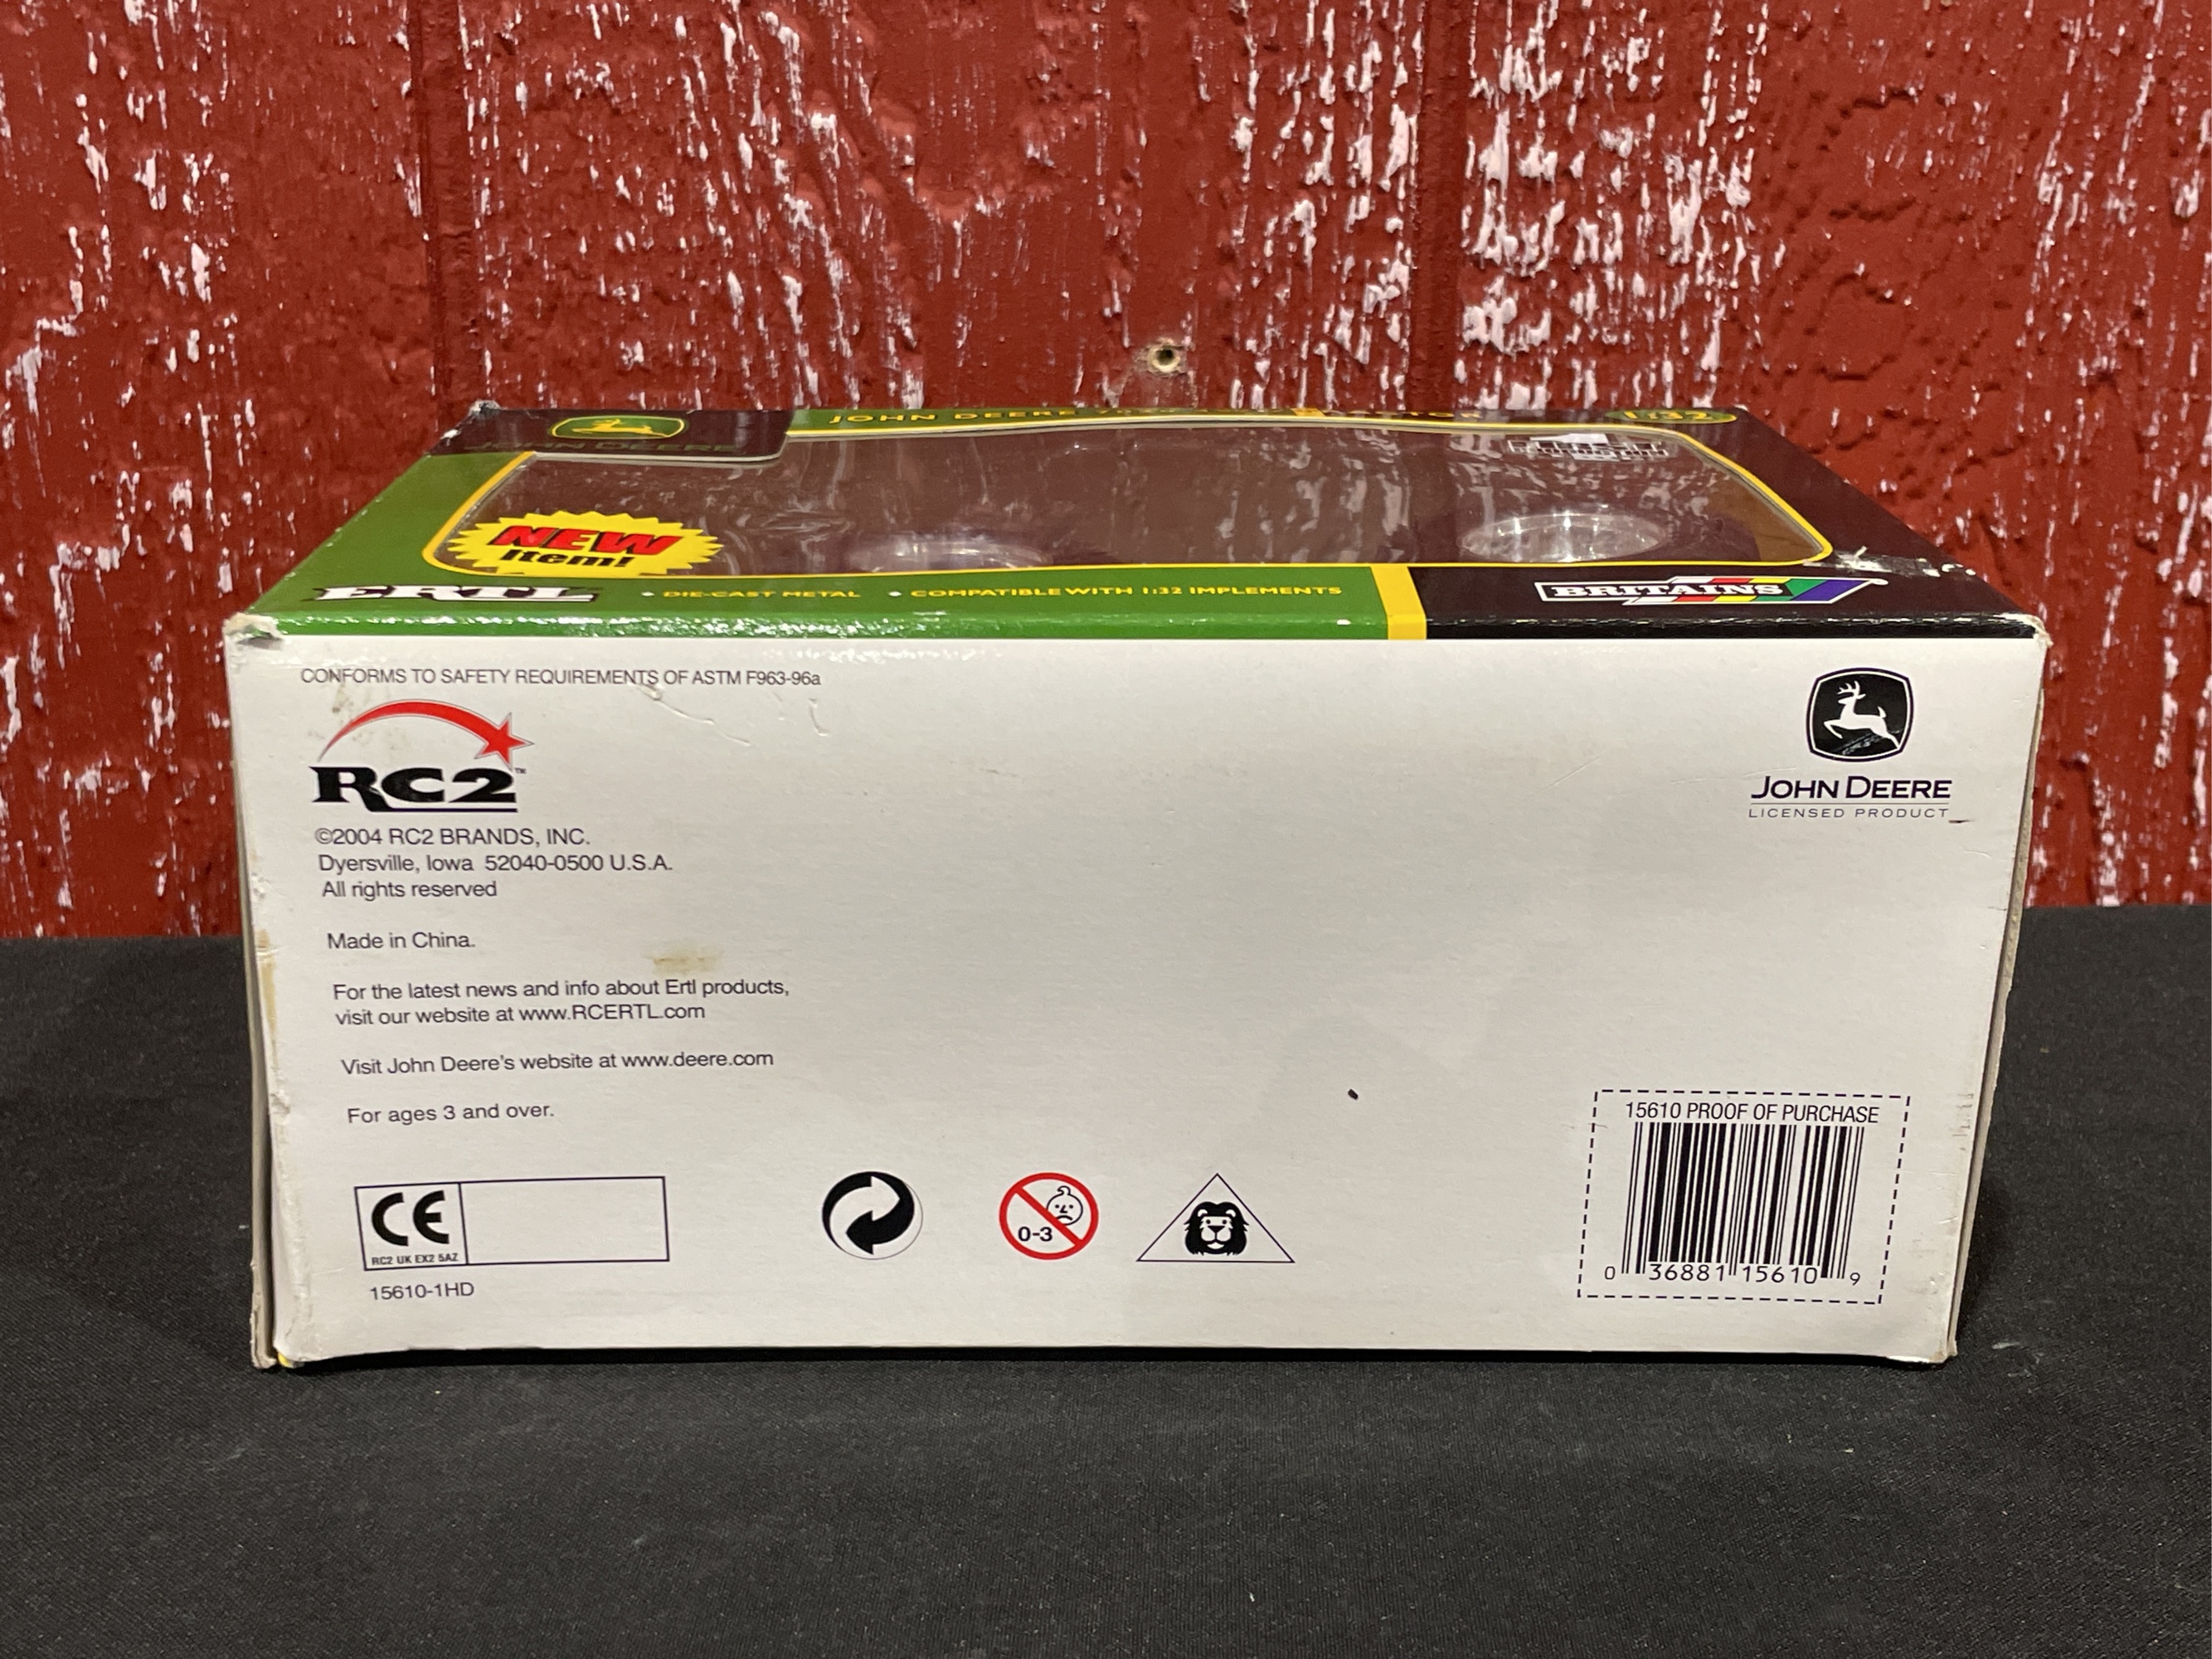 JOHN DEERE
1:32
JOHN DEERE
NEW
Item!
ERTL
• DIE-CAST METAL • COMPATIBLE WITH 1:32 IMPLEMENTS
BRITAINS
CONFORMS TO SAFETY REQUIREMENTS OF ASTM F963-96a
RC2™
©2004 RC2 BRANDS, INC.
Dyersville, Iowa 52040-0500 U.S.A.
All rights reserved
Made in China.
For the latest news and info about Ertl products,
visit our website at www.RCERTL.com
Visit John Deere's website at www.deere.com
For ages 3 and over.
CE
RC2 UK EX2 5AZ
15610-1HD
0-3
JOHN DEERE
LICENSED PRODUCT
15610 PROOF OF PURCHASE
0 36881 15610 9